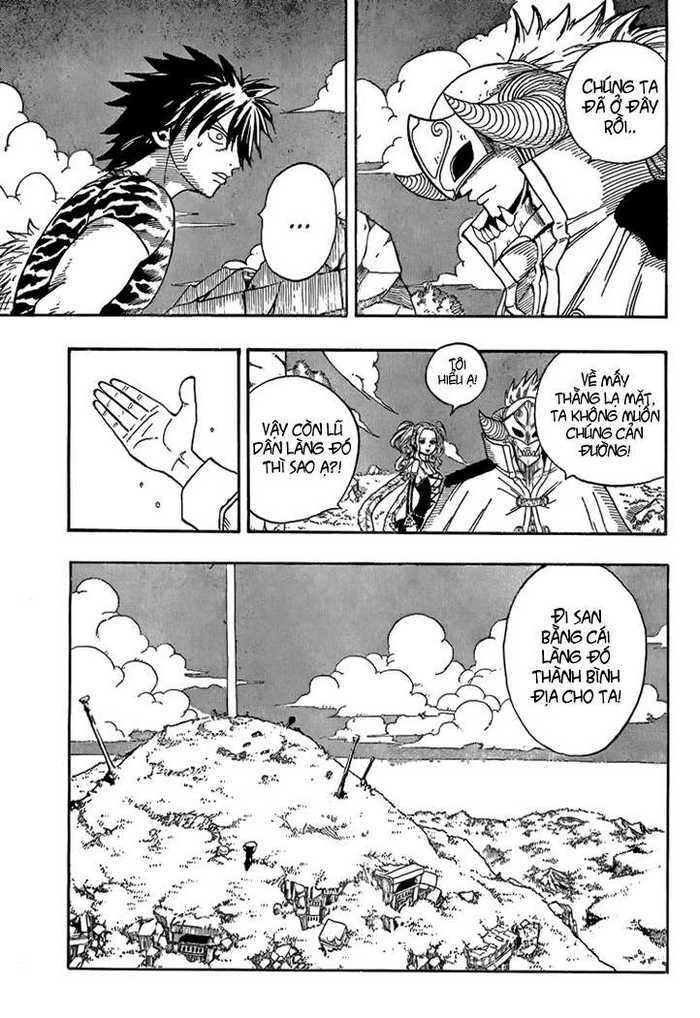 CHÚNG TA
ĐÃ Ở ĐÂY
RỒI..
...
VỀ MẤY
THẰNG LẠ MẶT,
TA KHÔNG MUỐN
CHÚNG CẢN
ĐƯỜNG!
TÔI
HIỂU Ạ!
VẬY CÒN LŨ
DÂN LÀNG ĐÓ
THÌ SAO Ạ?!
ĐI SAN
BẰNG CÁI
LÀNG ĐÓ
THÀNH BÌNH
ĐỊA CHO TA!